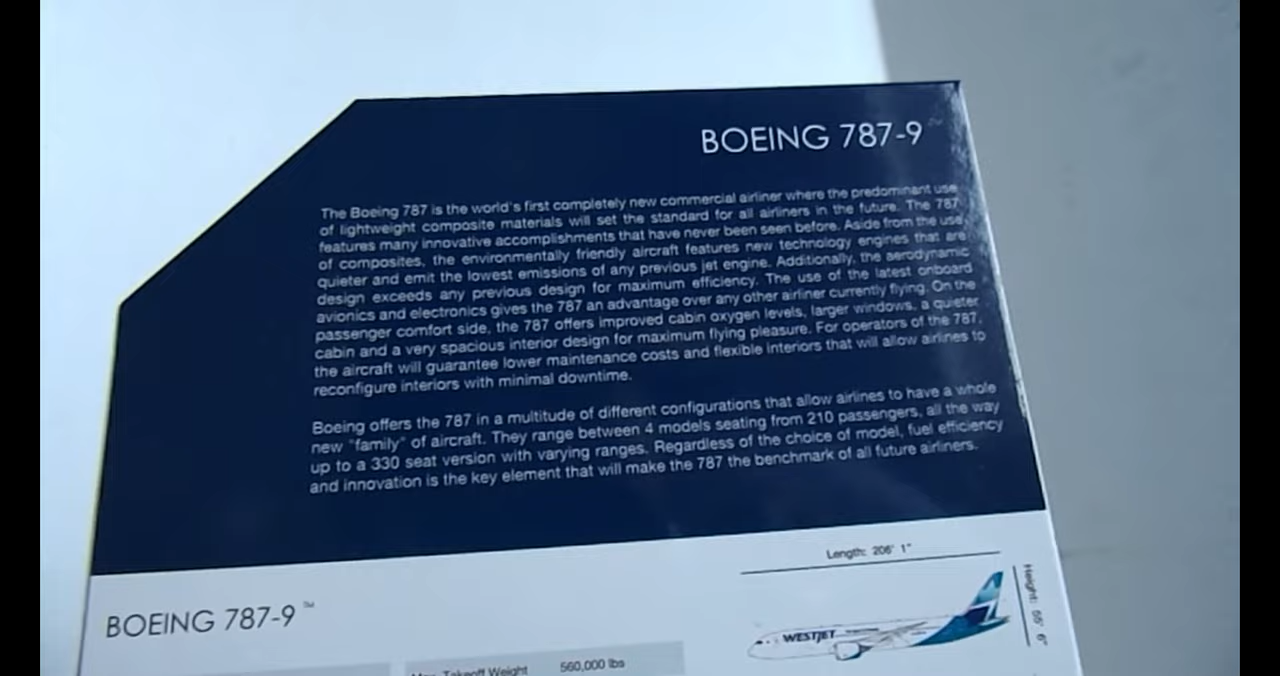 BOEING 787-9™
The Boeing 787 is the world's first completely new commercial airliner where the predominant use
of lightweight composite materials will set the standard for all airliners in the future. The 787
features many innovative accomplishments that have never been seen before. Aside from the use
of composites, the environmentally friendly aircraft features new technology engines that are
quieter and emit the lowest emissions of any previous jet engine. Additionally, the aerodynamic
design exceeds any previous design for maximum efficiency. The use of the latest onboard
avionics and electronics gives the 787 an advantage over any other airliner currently flying. On the
passenger comfort side, the 787 offers improved cabin oxygen levels, larger windows, a quieter
cabin and a very spacious interior design for maximum flying pleasure. For operators of the 787,
the aircraft will guarantee lower maintenance costs and flexible interiors that will allow airlines to
reconfigure interiors with minimal downtime.
Boeing offers the 787 in a multitude of different configurations that allow airlines to have a whole
new "family" of aircraft. They range between 4 models seating from 210 passengers, all the way
up to a 330 seat version with varying ranges. Regardless of the choice of model, fuel efficiency
and innovation is the key element that will make the 787 the benchmark of all future airliners.
Length: 206' 1"
Height: 55' 6"
BOEING 787-9™
WESTJET
Max. Takeoff Weight 560,000 lbs